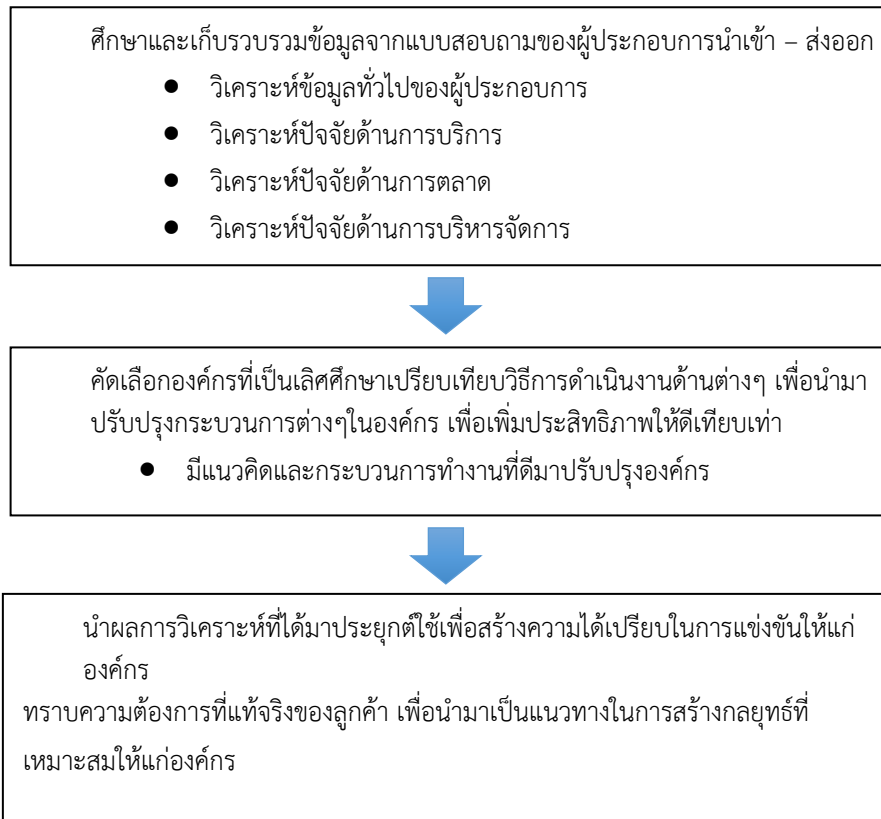 ศึกษาและเก็บรวบรวมข้อมูลจากแบบสอบถามของผู้ประกอบการนำเข้า – ส่งออก
● วิเคราะห์ข้อมูลทั่วไปของผู้ประกอบการ
● วิเคราะห์ปัจจัยด้านการบริการ
● วิเคราะห์ปัจจัยด้านการตลาด
● วิเคราะห์ปัจจัยด้านการบริหารจัดการ
คัดเลือกองค์กรที่เป็นเลิศศึกษาเปรียบเทียบวิธีการดำเนินงานด้านต่างๆ เพื่อนำมา
ปรับปรุงกระบวนการต่างๆในองค์กร เพื่อเพิ่มประสิทธิภาพให้ดีเทียบเท่า
● มีแนวคิดและกระบวนการทำงานที่ดีมาปรับปรุงองค์กร
นำผลการวิเคราะห์ที่ได้มาประยุกต์ใช้เพื่อสร้างความได้เปรียบในการแข่งขันให้แก่
องค์กร
ทราบความต้องการที่แท้จริงของลูกค้า เพื่อนำมาเป็นแนวทางในการสร้างกลยุทธ์ที่
เหมาะสมให้แก่องค์กร